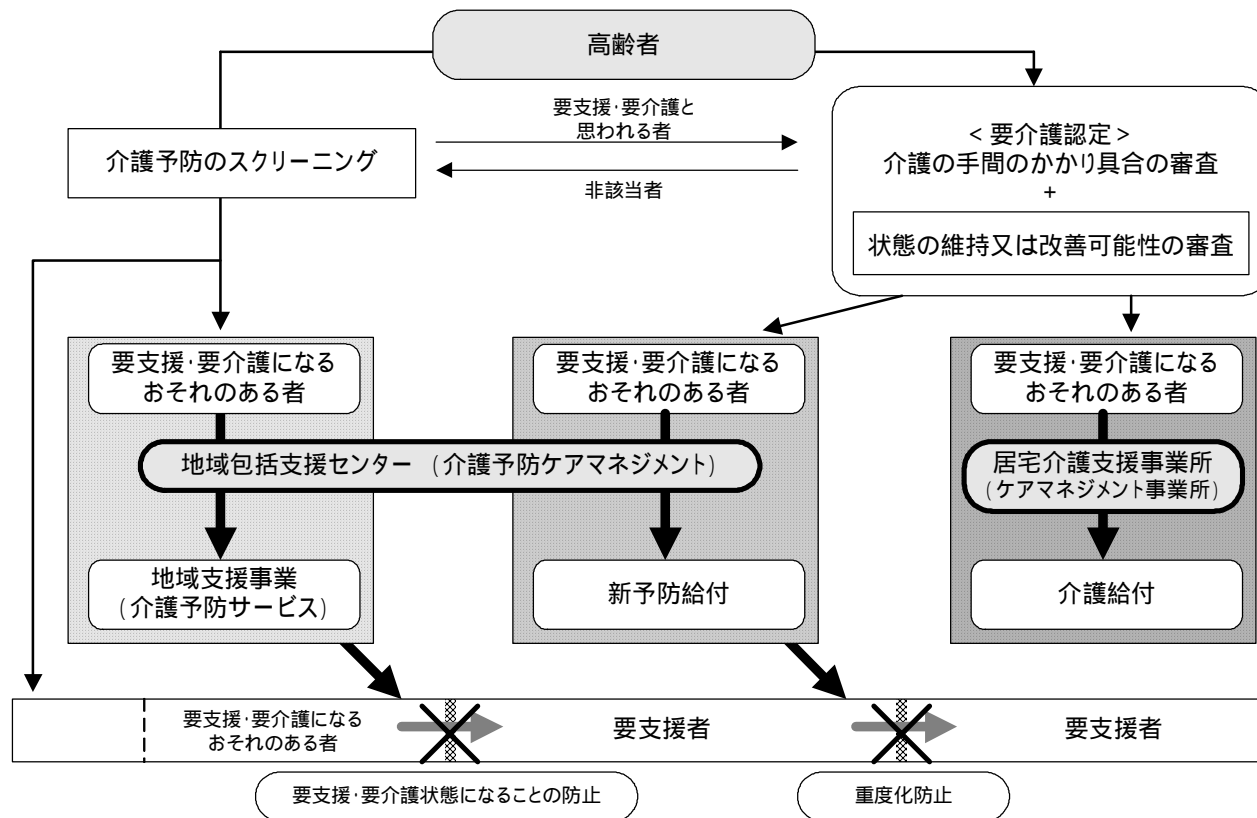 高齢者
要支援･要介護と
思われる者
介護予防のスクリーニング
非該当者
<要介護認定>
介護の手間のかかり具合の審査
+
状態の維持又は改善可能性の審査
要支援･要介護になる
おそれのある者
要支援･要介護になる
おそれのある者
要支援･要介護になる
おそれのある者
地域包括支援センター (介護予防ケアマネジメント)
居宅介護支援事業所
(ケアマネジメント事業所)
地域支援事業
(介護予防サービス)
新予防給付
介護給付
要支援･要介護になる
おそれのある者
要支援者
要支援者
要支援･要介護状態になることの防止
重度化防止